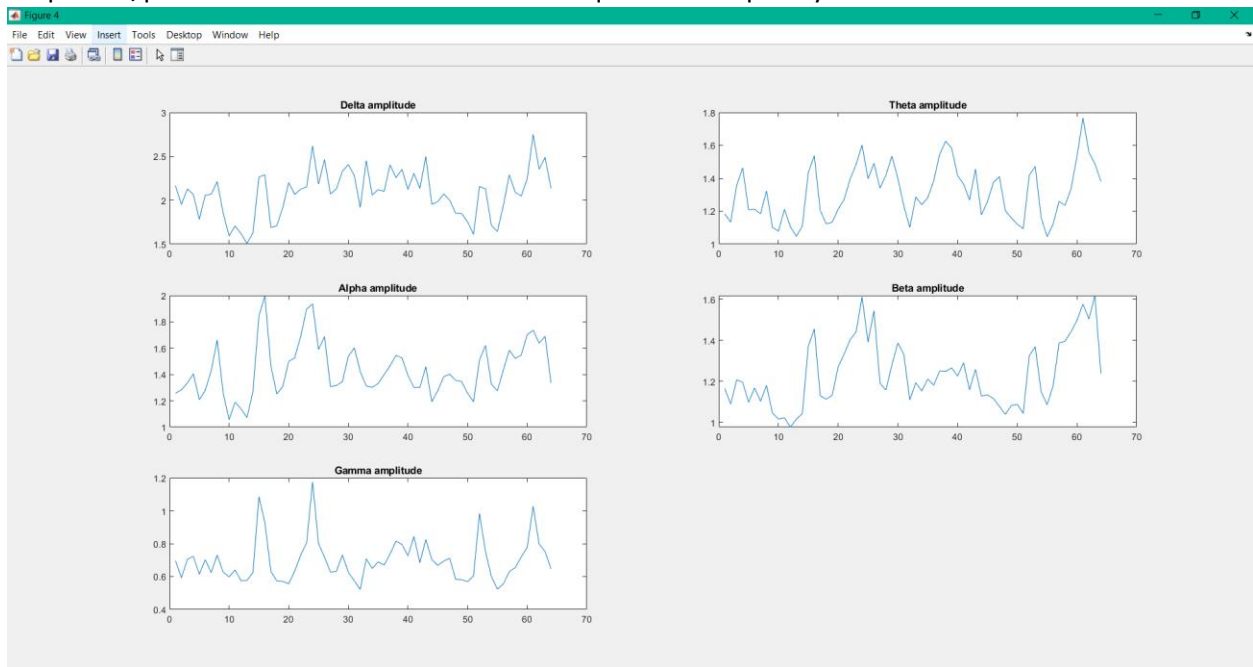 Figure 4
File Edit View Insert Tools Desktop Window Help
Delta amplitude
3
2.5
2
1.5
0 10 20 30 40 50 60 70
Theta amplitude
1.8
1.6
1.4
1.2
1
0 10 20 30 40 50 60 70
Alpha amplitude
2
1.8
1.6
1.4
1.2
1
0 10 20 30 40 50 60 70
Beta amplitude
1.6
1.4
1.2
1
0 10 20 30 40 50 60 70
Gamma amplitude
1.2
1
0.8
0.6
0.4
0 10 20 30 40 50 60 70